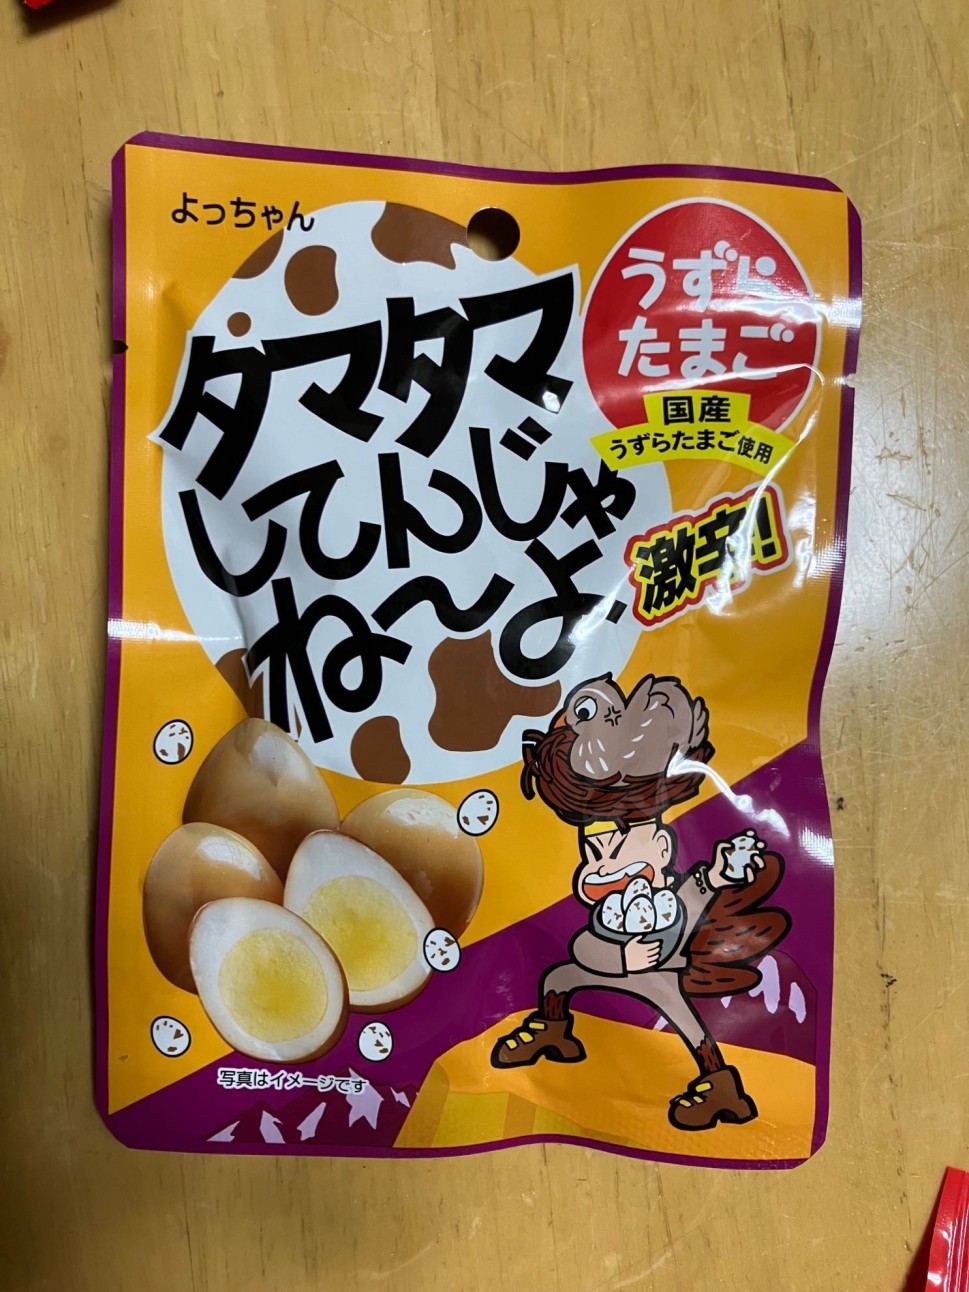 よっちゃん
タマタマ
してんじゃ
ね～よ
うずら
たまご
国産
うずらたまご使用
激辛!
写真はイメージです